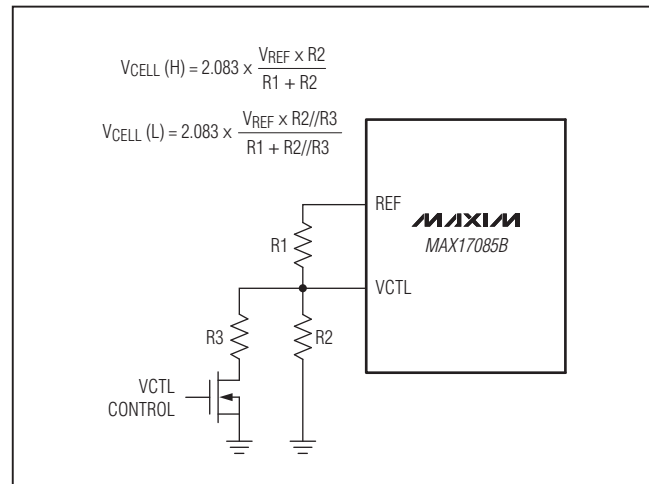 VCELL (H) = 2.083 x VREF x R2 / R1 + R2
VCELL (L) = 2.083 x VREF x R2//R3 / R1 + R2//R3
REF
MAXIM
MAX17085B
R1
VCTL
R3
R2
VCTL
CONTROL